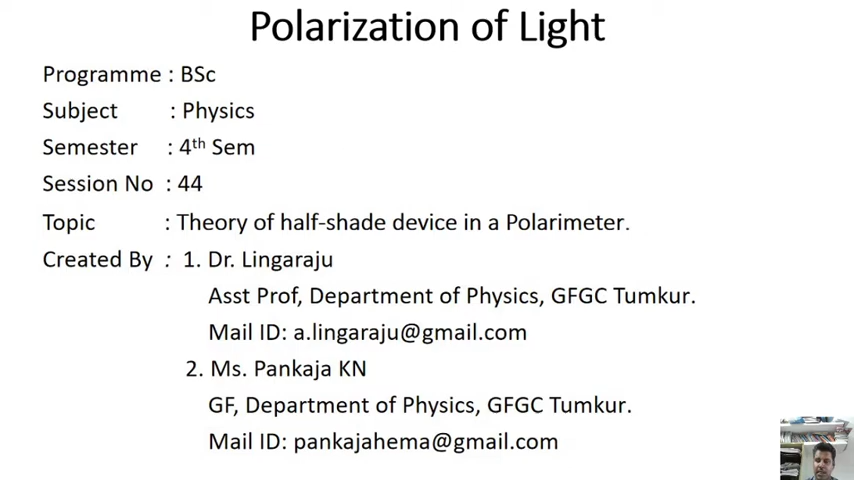 Polarization of Light
Programme : BSc
Subject : Physics
Semester : 4th Sem
Session No : 44
Topic : Theory of half-shade device in a Polarimeter.
Created By : 1. Dr. Lingaraju
Asst Prof, Department of Physics, GFGC Tumkur.
Mail ID: a.lingaraju@gmail.com
2. Ms. Pankaja KN
GF, Department of Physics, GFGC Tumkur.
Mail ID: pankajahema@gmail.com